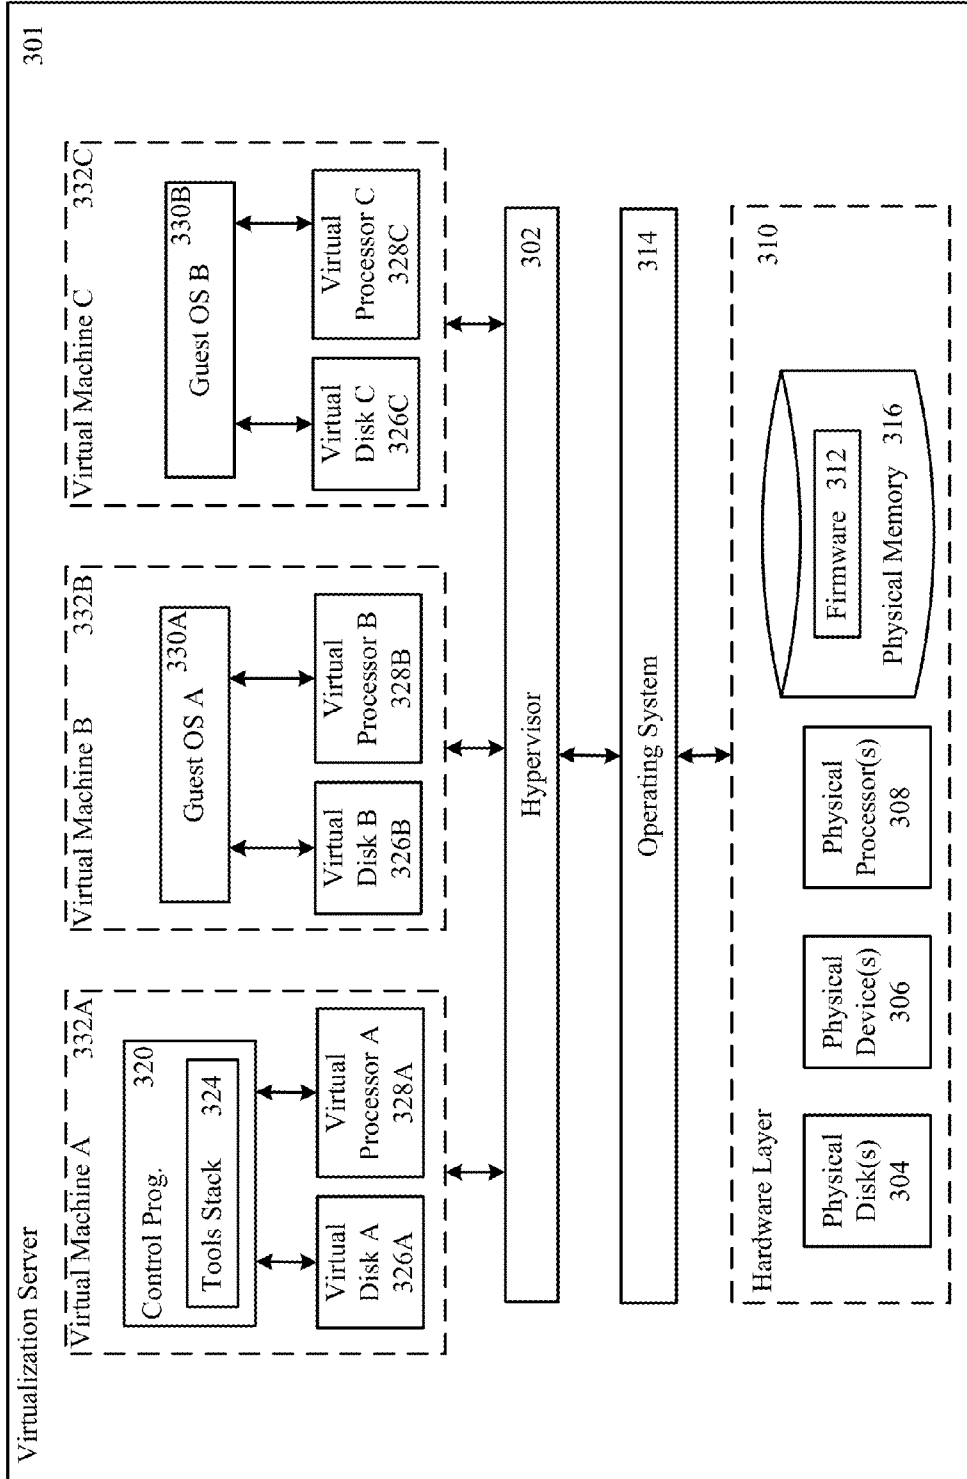 Virtualization Server
301
Virtual Machine A
332A
Control Prog.
320
Tools Stack
324
Virtual
Disk A
326A
Virtual
Processor A
328A
Virtual Machine B
332B
Guest OS A
330A
Virtual
Disk B
326B
Virtual
Processor B
328B
Virtual Machine C
332C
Guest OS B
330B
Virtual
Disk C
326C
Virtual
Processor C
328C
Hypervisor
302
Operating System
314
Hardware Layer
310
Physical
Disk(s)
304
Physical
Device(s)
306
Physical
Processor(s)
308
Firmware 312
Physical Memory 316